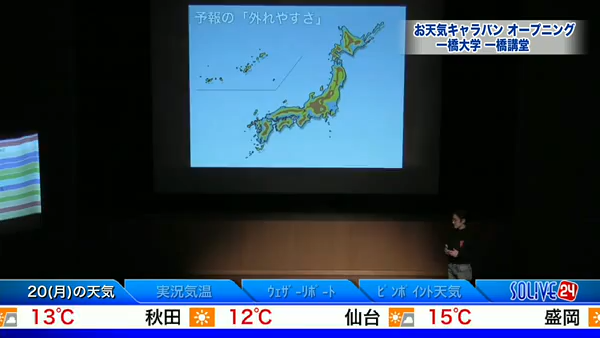 予報の「外れやすさ」
お天気キャラバン オープニング
一橋大学 一橋講堂
20(月)の天気 実況気温 ｳｪｻﾞｰﾘﾎﾟｰﾄ ﾋﾟﾝﾎﾟｲﾝﾄ天気 SOLiVE24
13℃ 秋田 12℃ 仙台 15℃ 盛岡